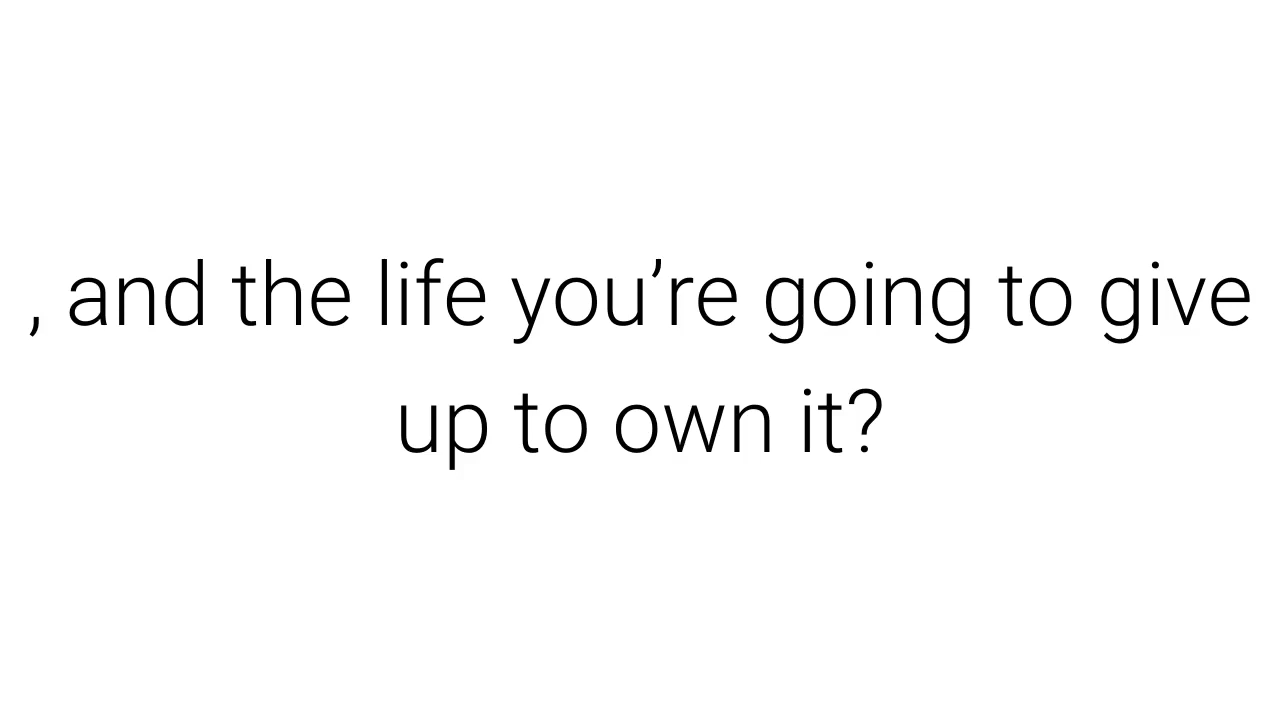 , and the life you’re going to give
up to own it?